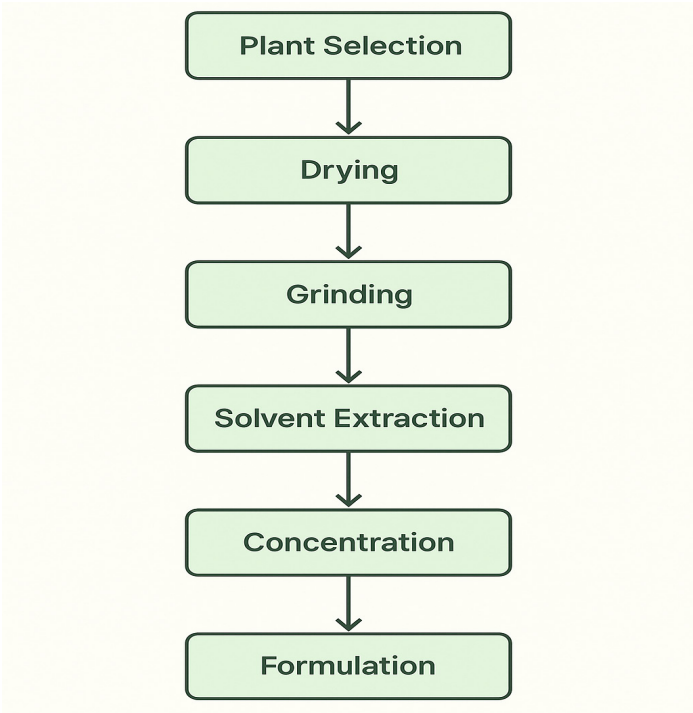 Plant Selection
Drying
Grinding
Solvent Extraction
Concentration
Formulation